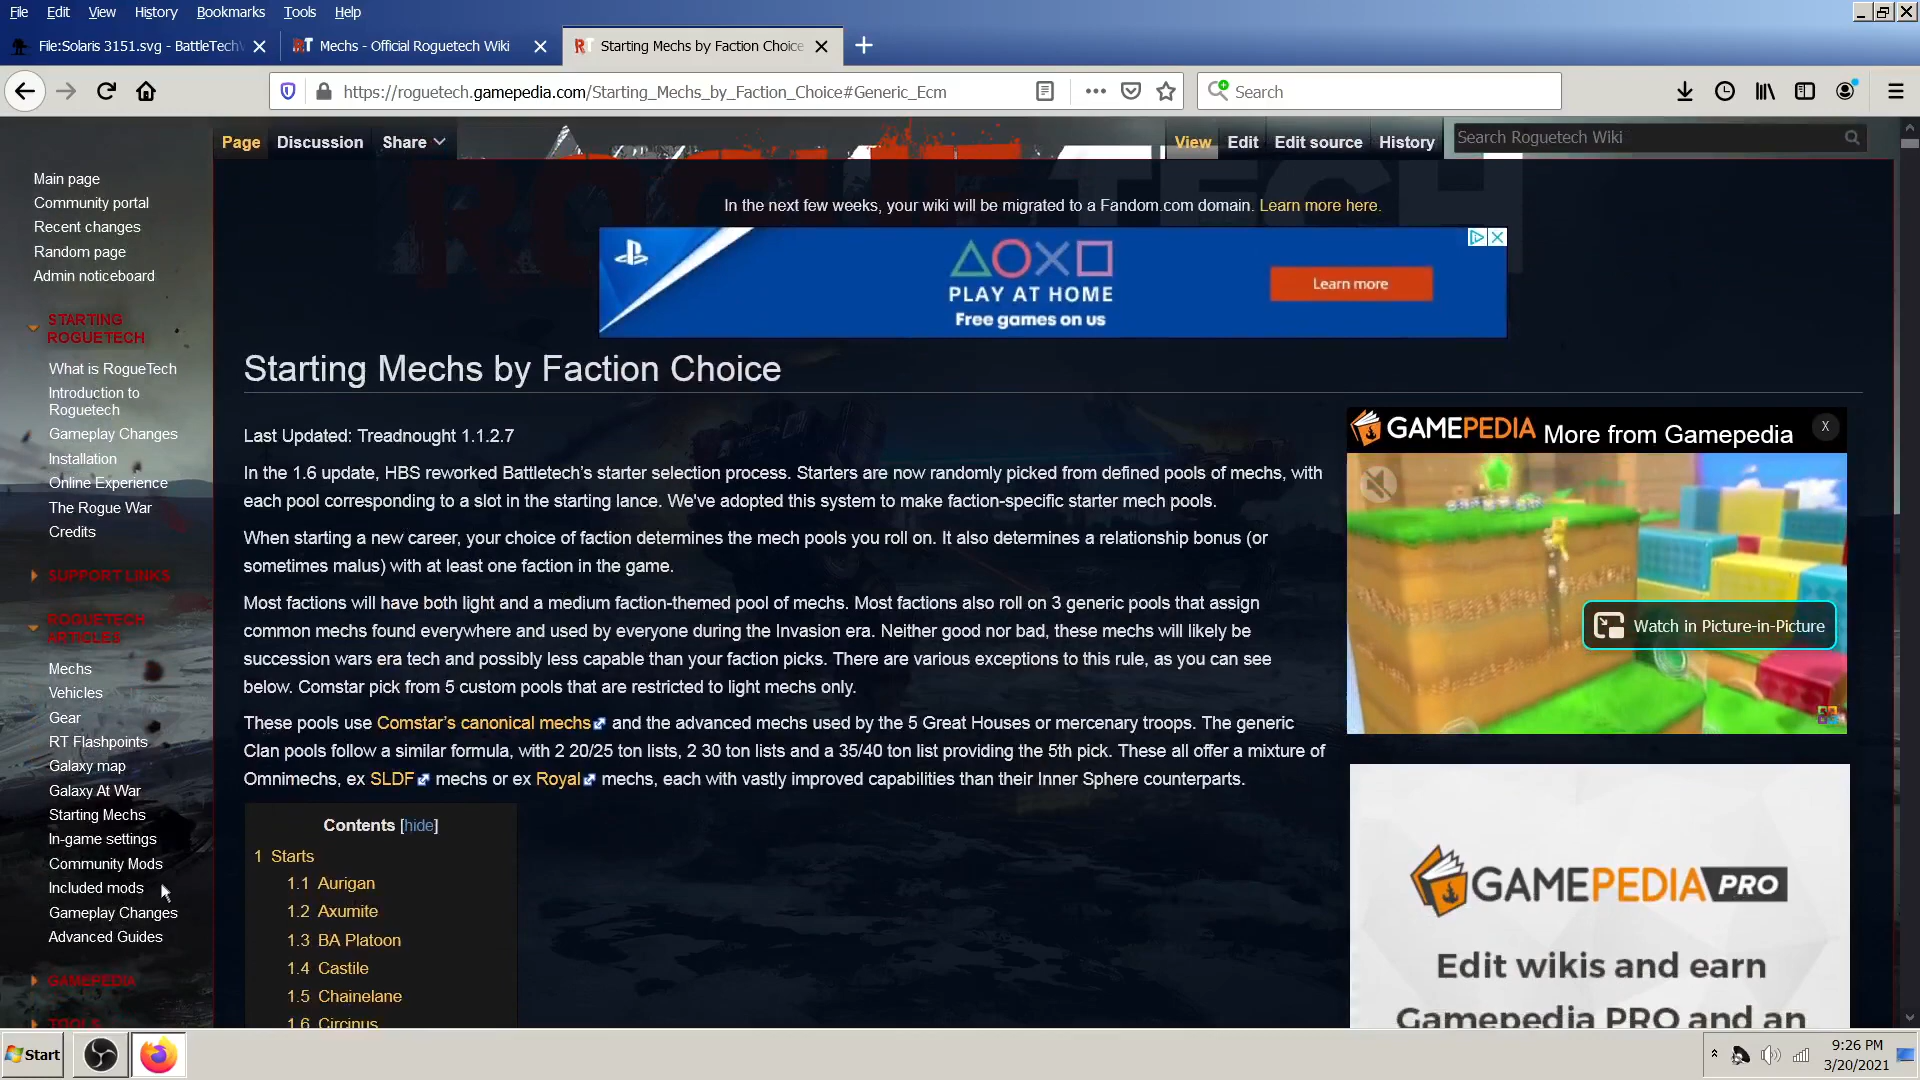 File Edit View History Bookmarks Tools Help
File:Solaris 3151.svg - BattleTech
Mechs - Official Roguetech Wiki
Starting Mechs by Faction Choice
https://roguetech.gamepedia.com/Starting_Mechs_by_Faction_Choice#Generic_Ecm
Search
Page Discussion Share
View Edit Edit source History
Search Roguetech Wiki
ROGUETECH
Main page
Community portal
Recent changes
Random page
Admin noticeboard
STARTING
ROGUETECH
What is RogueTech
Introduction to
Roguetech
Gameplay Changes
Installation
Online Experience
The Rogue War
Credits
SUPPORT LINKS
ROGUETECH
ARTICLES
Mechs
Vehicles
Gear
RT Flashpoints
Galaxy map
Galaxy At War
Starting Mechs
In-game settings
Community Mods
Included mods
Gameplay Changes
Advanced Guides
GAMEPEDIA
TOOLS
In the next few weeks, your wiki will be migrated to a Fandom.com domain. Learn more here.
PLAY AT HOME
Free games on us
Learn more
Starting Mechs by Faction Choice
Last Updated: Treadnought 1.1.2.7
In the 1.6 update, HBS reworked Battletech's starter selection process. Starters are now randomly picked from defined pools of mechs, with
each pool corresponding to a slot in the starting lance. We've adopted this system to make faction-specific starter mech pools.
When starting a new career, your choice of faction determines the mech pools you roll on. It also determines a relationship bonus (or
sometimes malus) with at least one faction in the game.
Most factions will have both light and a medium faction-themed pool of mechs. Most factions also roll on 3 generic pools that assign
common mechs found everywhere and used by everyone during the Invasion era. Neither good nor bad, these mechs will likely be
succession wars era tech and possibly less capable than your faction picks. There are various exceptions to this rule, as you can see
below. Comstar pick from 5 custom pools that are restricted to light mechs only.
These pools use Comstar's canonical mechs and the advanced mechs used by the 5 Great Houses or mercenary troops. The generic
Clan pools follow a similar formula, with 2 20/25 ton lists, 2 30 ton lists and a 35/40 ton list providing the 5th pick. These all offer a mixture of
Omnimechs, ex SLDF mechs or ex Royal mechs, each with vastly improved capabilities than their Inner Sphere counterparts.
Contents [hide]
1 Starts
1.1 Aurigan
1.2 Axumite
1.3 BA Platoon
1.4 Castile
1.5 Chainelane
1.6 Circinus
GAMEPEDIA More from Gamepedia X
Watch in Picture-in-Picture
GAMEPEDIA PRO
Edit wikis and earn
Gamepedia PRO and an
Start
9:26 PM
3/20/2021